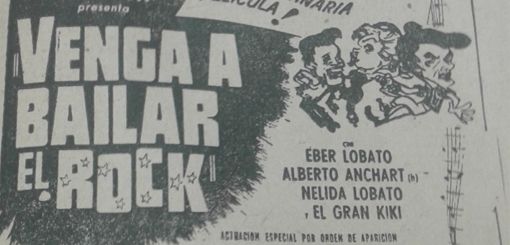 presenta
PELICULA!
¡VENGA A
BAILAR
EL ROCK!
con
EBER LOBATO
ALBERTO ANCHART (h)
NELIDA LOBATO
y EL GRAN KIKI
ACTUACION ESPECIAL POR ORDEN DE APARICION